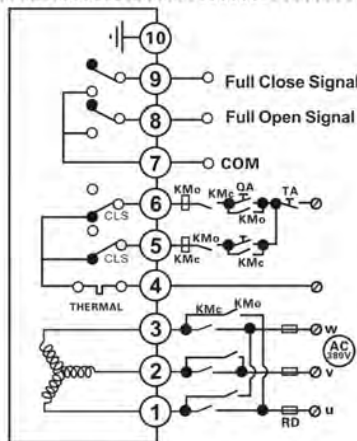 10
9 Full Close Signal
8 Full Open Signal
7 COM
6 CLS KMo KMc QA KMo TA
5 CLS KMc KMo KMc
4 THERMAL
3 KMc KMo w
AC 380V
2 v
1 u
RD